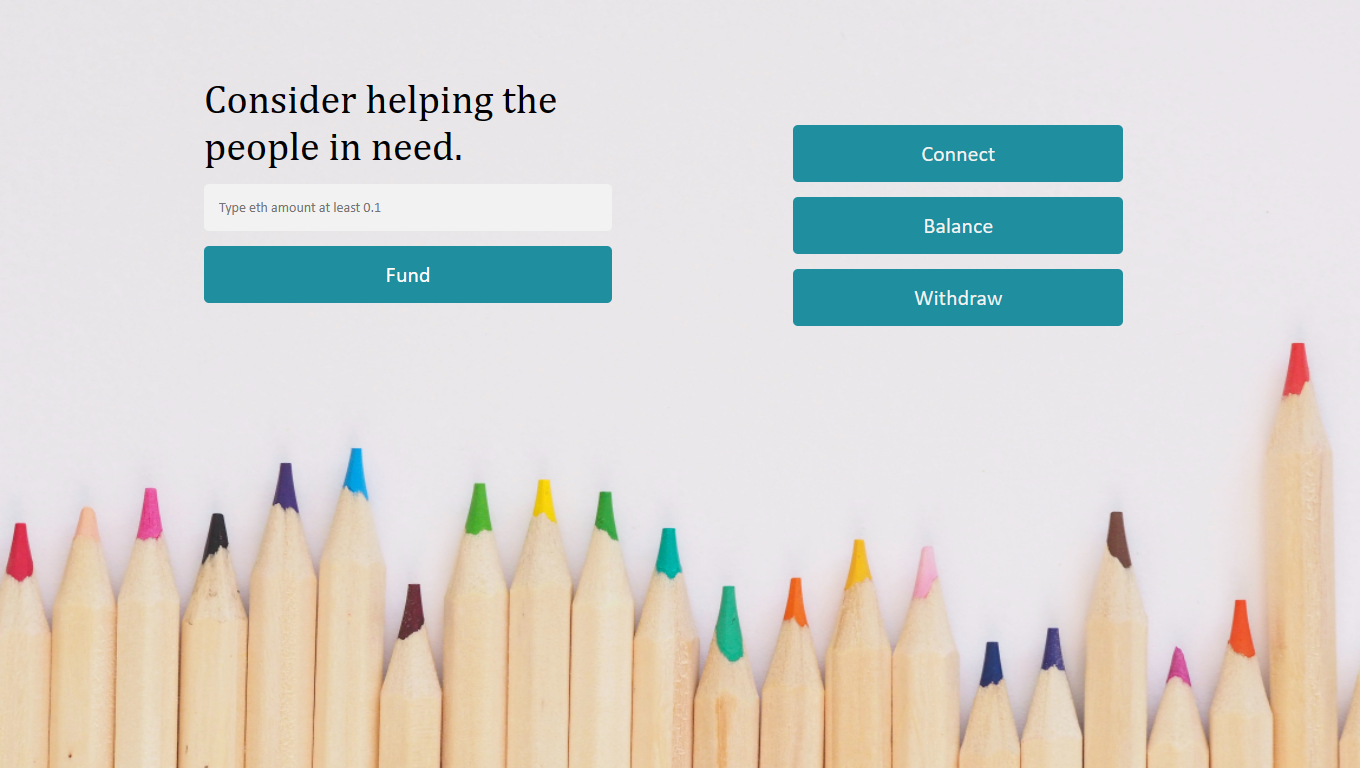 Consider helping the
people in need.
Type eth amount at least 0.1
Fund
Connect
Balance
Withdraw